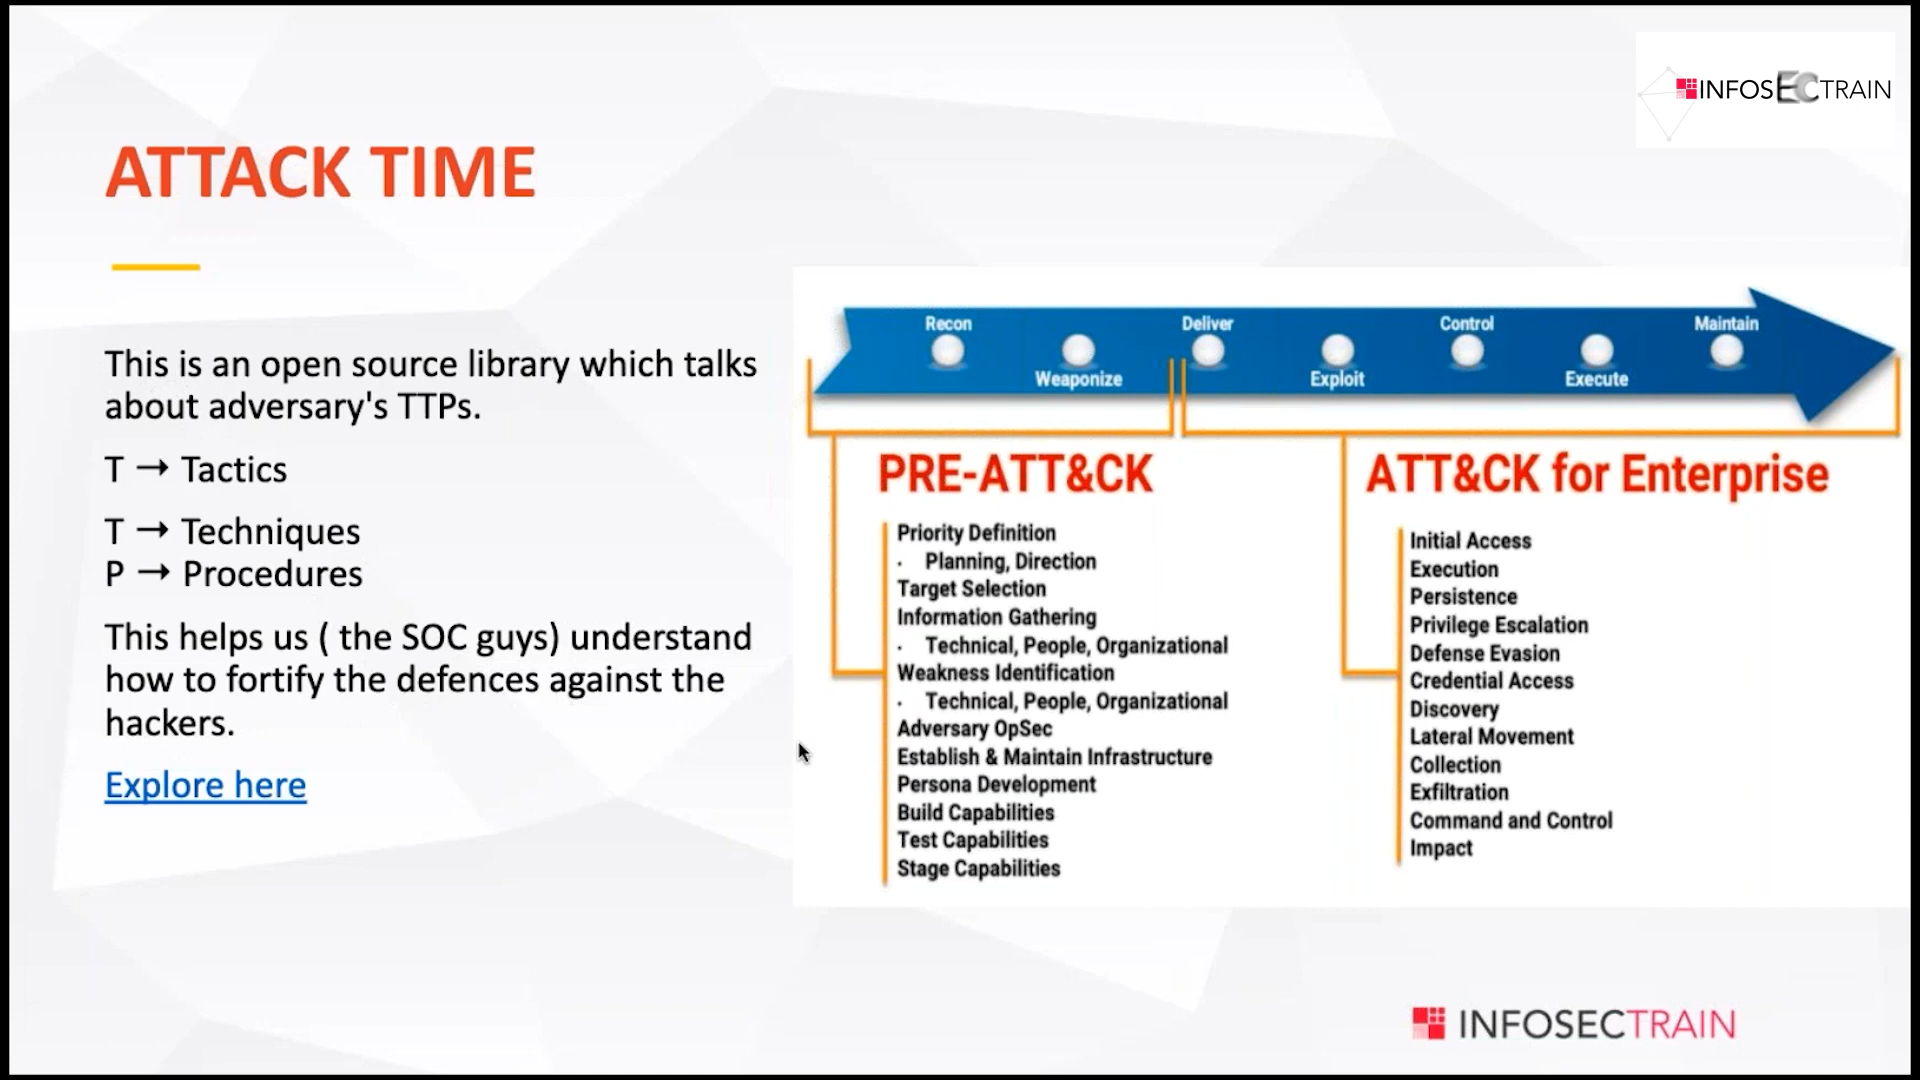 INFOSECTRAIN
ATTACK TIME
This is an open source library which talks
about adversary's TTPs.
T → Tactics
T → Techniques
P → Procedures
This helps us ( the SOC guys) understand
how to fortify the defences against the
hackers.
Explore here
Recon
Weaponize
Deliver
Exploit
Control
Execute
Maintain
PRE-ATT&CK
Priority Definition
· Planning, Direction
Target Selection
Information Gathering
· Technical, People, Organizational
Weakness Identification
· Technical, People, Organizational
Adversary OpSec
Establish & Maintain Infrastructure
Persona Development
Build Capabilities
Test Capabilities
Stage Capabilities
ATT&CK for Enterprise
Initial Access
Execution
Persistence
Privilege Escalation
Defense Evasion
Credential Access
Discovery
Lateral Movement
Collection
Exfiltration
Command and Control
Impact
INFOSECTRAIN